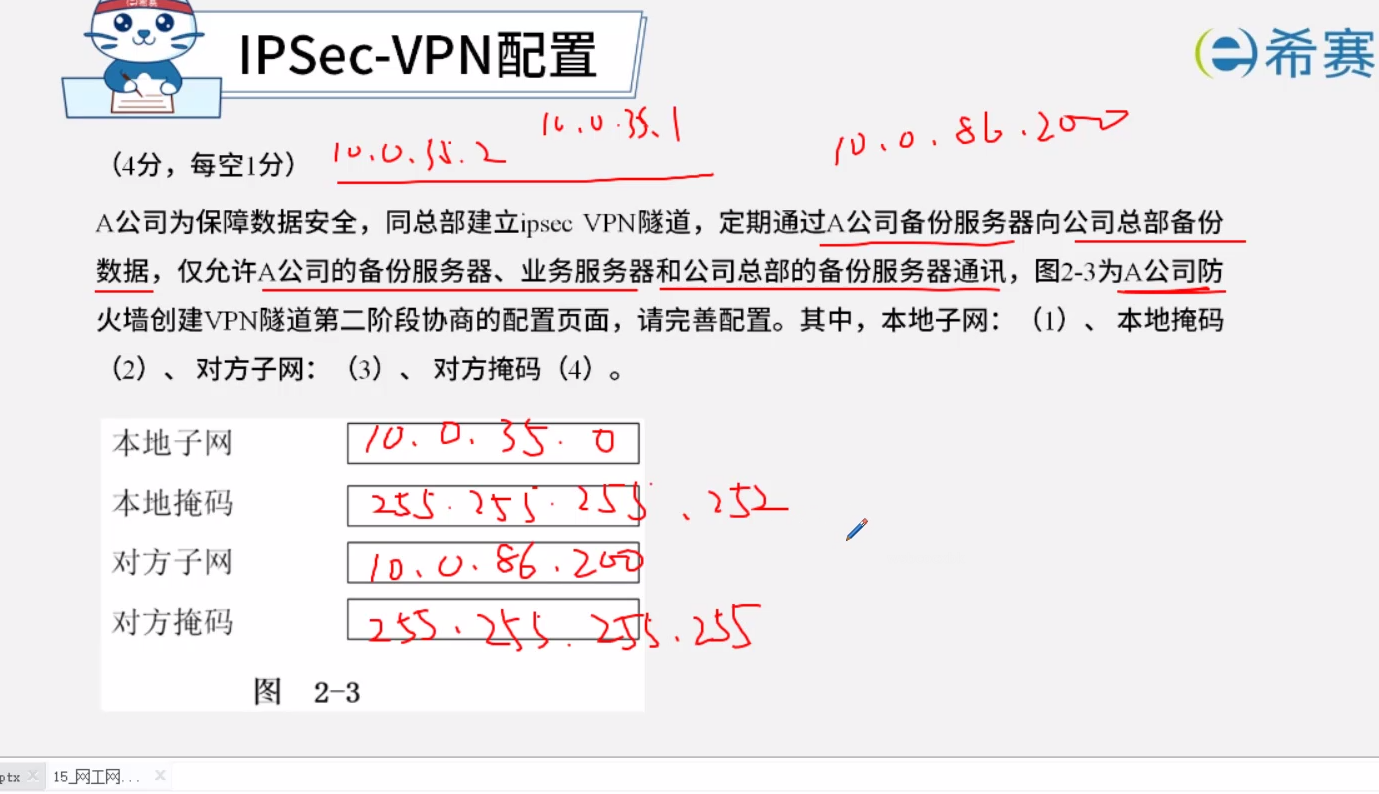 IPSec-VPN配置
希赛
（4分，每空1分）
10.0.35.2
10.0.35.1
10.0.86.200
A公司为保障数据安全，同总部建立ipsec VPN隧道，定期通过A公司备份服务器向公司总部备份
数据，仅允许A公司的备份服务器、业务服务器和公司总部的备份服务器通讯，图2-3为A公司防
火墙创建VPN隧道第二阶段协商的配置页面，请完善配置。其中，本地子网：（1）、 本地掩码
（2）、 对方子网：（3）、 对方掩码（4）。
本地子网 10.0.35.0
本地掩码 255.255.255.252
对方子网 10.0.86.200
对方掩码 255.255.255.255
图 2-3
ptx
15_网工网...